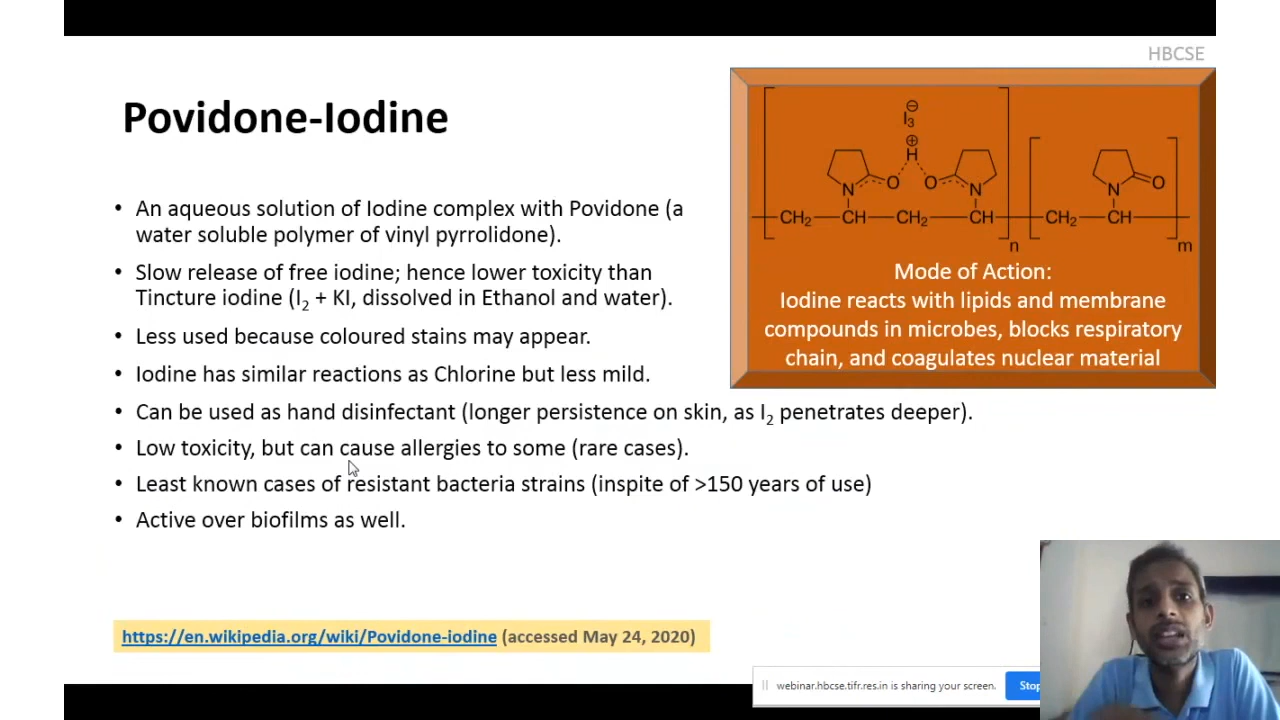 HBCSE
Povidone-Iodine
• An aqueous solution of Iodine complex with Povidone (a
water soluble polymer of vinyl pyrrolidone).
• Slow release of free iodine; hence lower toxicity than
Tincture iodine (I₂ + KI, dissolved in Ethanol and water).
• Less used because coloured stains may appear.
• Iodine has similar reactions as Chlorine but less mild.
• Can be used as hand disinfectant (longer persistence on skin, as I₂ penetrates deeper).
• Low toxicity, but can cause allergies to some (rare cases).
• Least known cases of resistant bacteria strains (inspite of >150 years of use)
• Active over biofilms as well.
I₃ ⊖
⊕
H
N O O N N O
CH₂ CH CH₂ CH CH₂ CH
n m
Mode of Action:
Iodine reacts with lipids and membrane
compounds in microbes, blocks respiratory
chain, and coagulates nuclear material
https://en.wikipedia.org/wiki/Povidone-iodine (accessed May 24, 2020)
webinar.hbcse.tifr.res.in is sharing your screen.
Stop